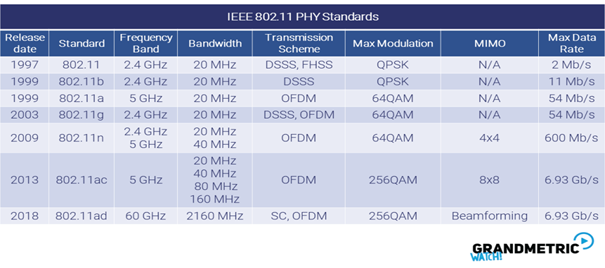 IEEE 802.11 PHY Standards
Release date Standard Frequency Band Bandwidth Transmission Scheme Max Modulation MIMO Max Data Rate
1997 802.11 2.4 GHz 20 MHz DSSS, FHSS QPSK N/A 2 Mb/s
1999 802.11b 2.4 GHz 20 MHz DSSS QPSK N/A 11 Mb/s
1999 802.11a 5 GHz 20 MHz OFDM 64QAM N/A 54 Mb/s
2003 802.11g 2.4 GHz 20 MHz DSSS, OFDM 64QAM N/A 54 Mb/s
2009 802.11n 2.4 GHz 5 GHz 20 MHz 40 MHz OFDM 64QAM 4x4 600 Mb/s
2013 802.11ac 5 GHz 20 MHz 40 MHz 80 MHz 160 MHz OFDM 256QAM 8x8 6.93 Gb/s
2018 802.11ad 60 GHz 2160 MHz SC, OFDM 256QAM Beamforming 6.93 Gb/s
GRANDMETRIC
WATCH!